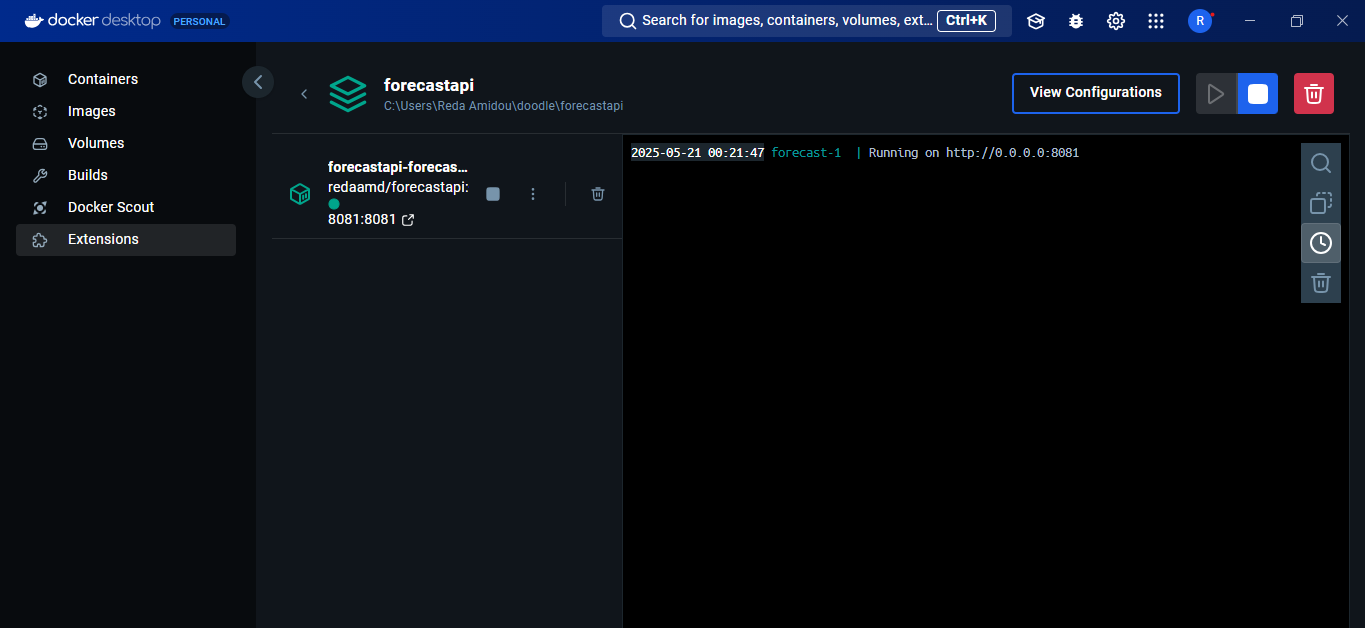 docker desktop PERSONAL
Search for images, containers, volumes, ext... Ctrl+K
R
Containers
Images
Volumes
Builds
Docker Scout
Extensions
forecastapi
C:\Users\Reda Amidou\doodle\forecastapi
View Configurations
forecastapi-forecas...
redaamd/forecastapi:
8081:8081
2025-05-21 00:21:47 forecast-1 | Running on http://0.0.0.0:8081